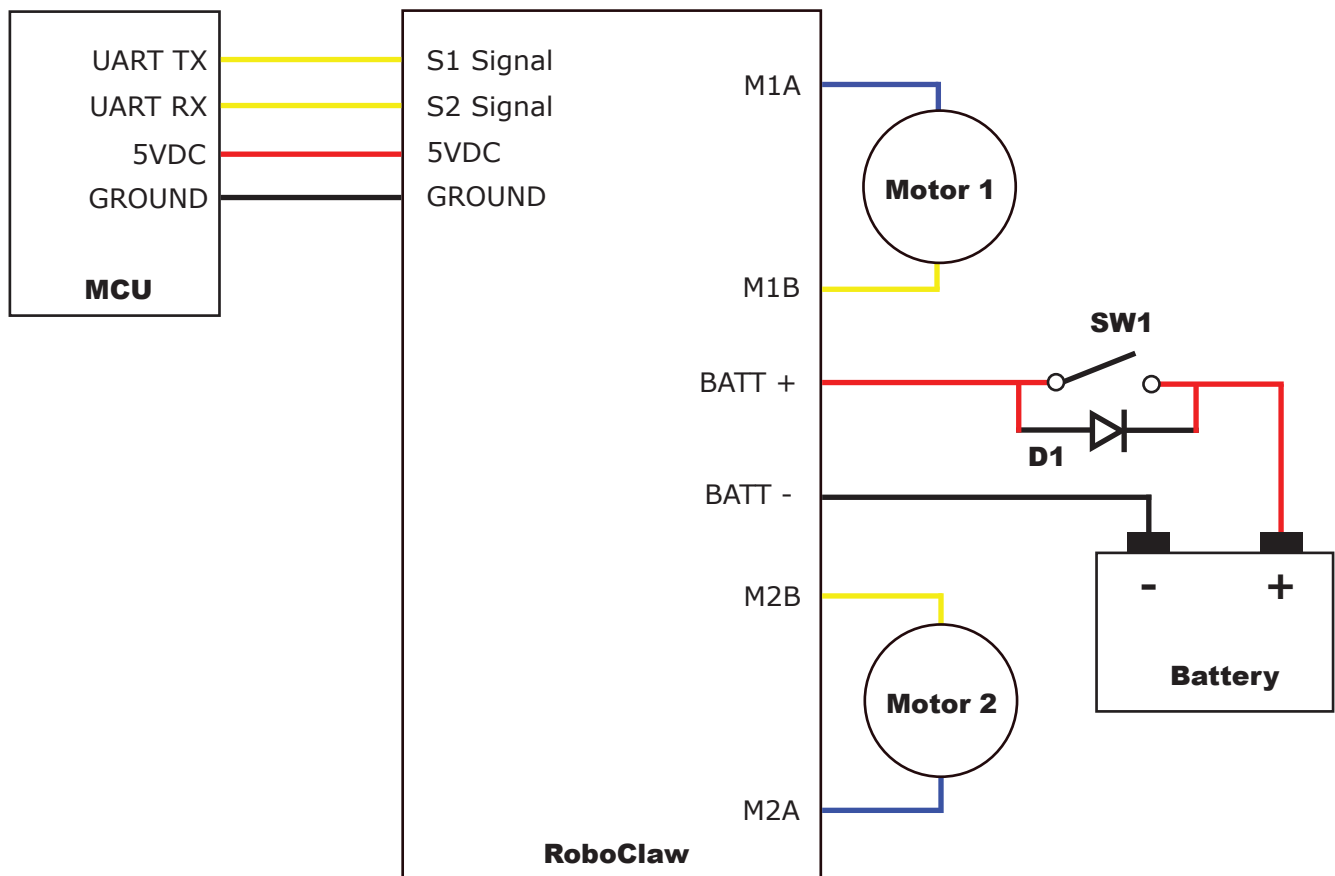 UART TX
UART RX
5VDC
GROUND
MCU
S1 Signal
S2 Signal
5VDC
GROUND
M1A
M1B
BATT +
BATT -
M2B
M2A
RoboClaw
Motor 1
SW1
D1
- +
Battery
Motor 2